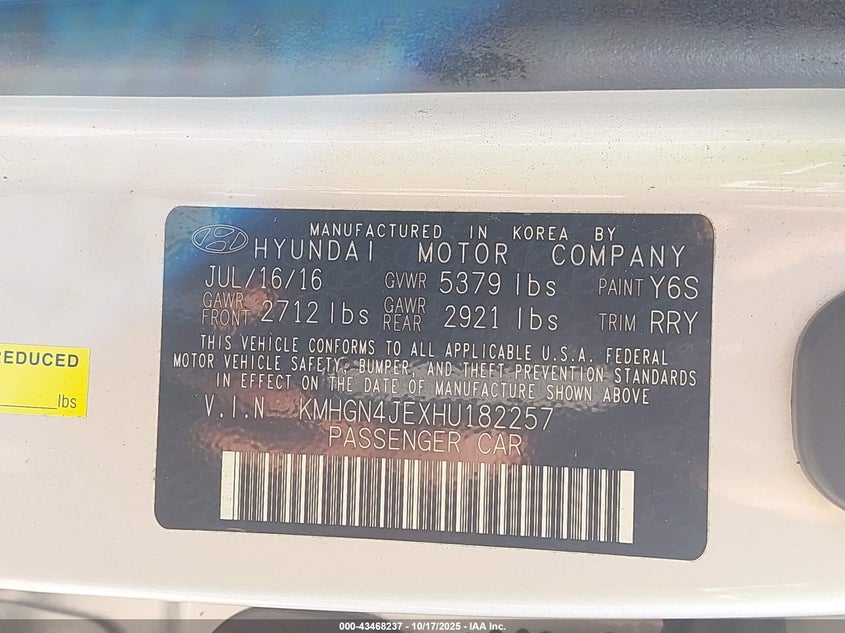 MANUFACTURED IN KOREA BY
HYUNDAI MOTOR COMPANY
JUL/16/16 GVWR 5379 lbs PAINT Y6S
GAWR FRONT 2712 lbs GAWR REAR 2921 lbs TRIM RRY
THIS VEHICLE CONFORMS TO ALL APPLICABLE U.S.A. FEDERAL
MOTOR VEHICLE SAFETY, BUMPER, AND THEFT PREVENTION STANDARDS
IN EFFECT ON THE DATE OF MANUFACTURE SHOWN ABOVE
V.I.N KMHGN4JEXHU182257
PASSENGER CAR
REDUCED
lbs
000-43468237 - 10/17/2025 - IAA Inc.